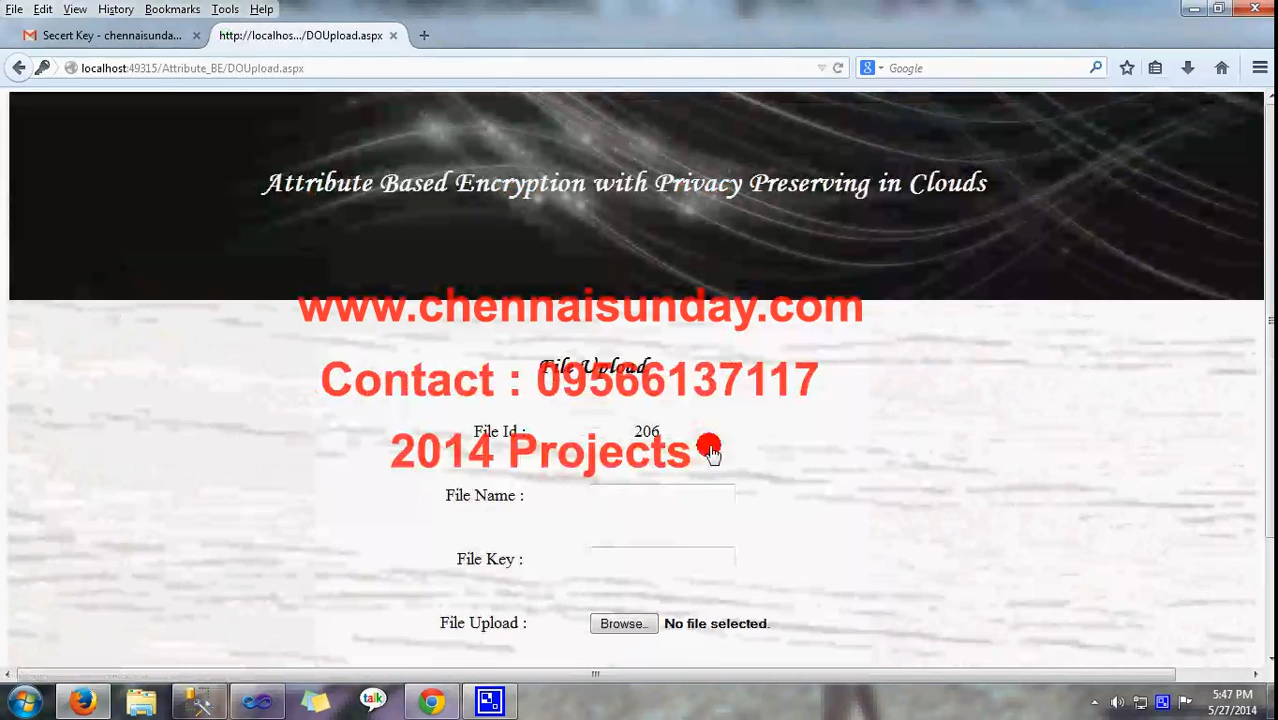 File Edit View History Bookmarks Tools Help
Secert Key - chennaisunda...
http://localhos.../DOUpload.aspx
localhost:49315/Attribute_BE/DOUpload.aspx
Google
Attribute Based Encryption with Privacy Preserving in Clouds
www.chennaisunday.com
File Upload
Contact : 09566137117
File Id : 206
2014 Projects
File Name :
File Key :
File Upload : Browse... No file selected.
talk
5:47 PM
5/27/2014